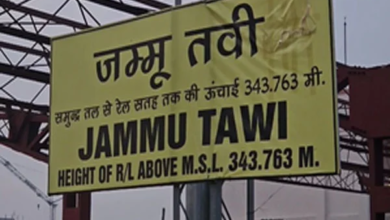 जम्मू तवी
समुन्द्र तल से रेल सतह तक की ऊंचाई 343.763 मी.
JAMMU TAWI
HEIGHT OF R/L ABOVE M.S.L. 343.763 M.